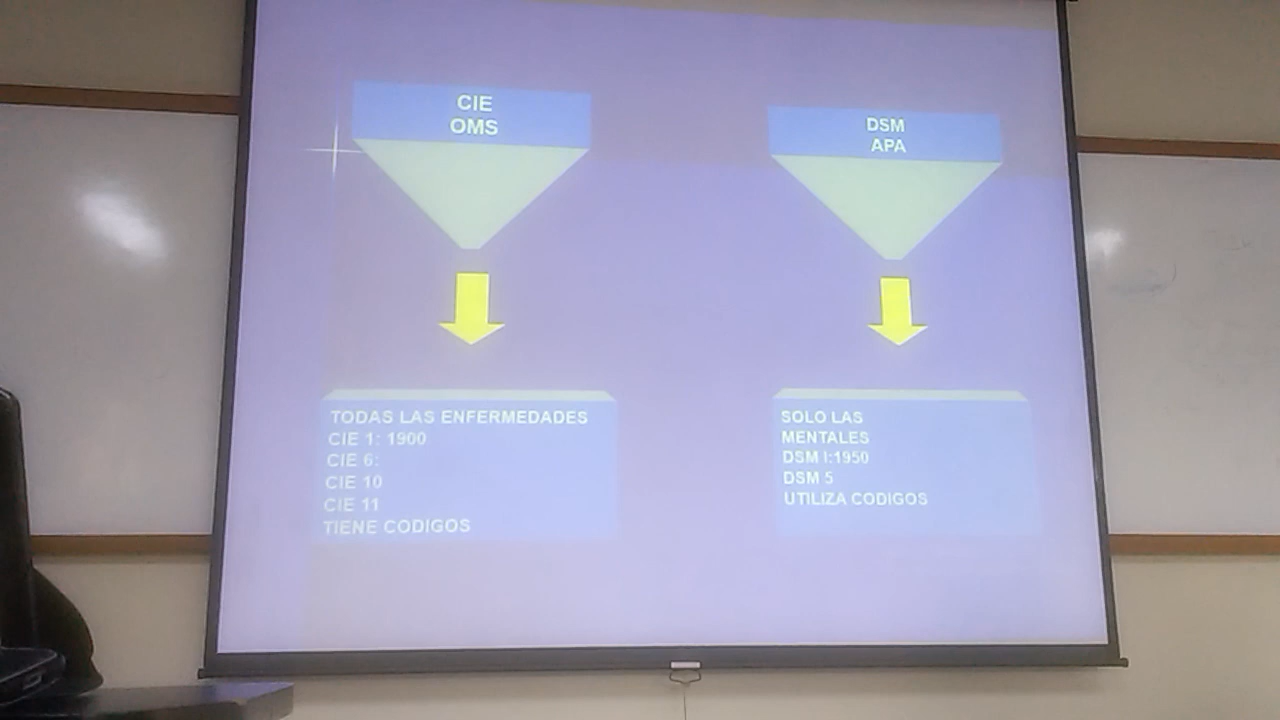 CIE
OMS
TODAS LAS ENFERMEDADES
CIE 1: 1900
CIE 6:
CIE 10
CIE 11
TIENE CODIGOS
DSM
APA
SOLO LAS
MENTALES
DSM I:1950
DSM 5
UTILIZA CODIGOS